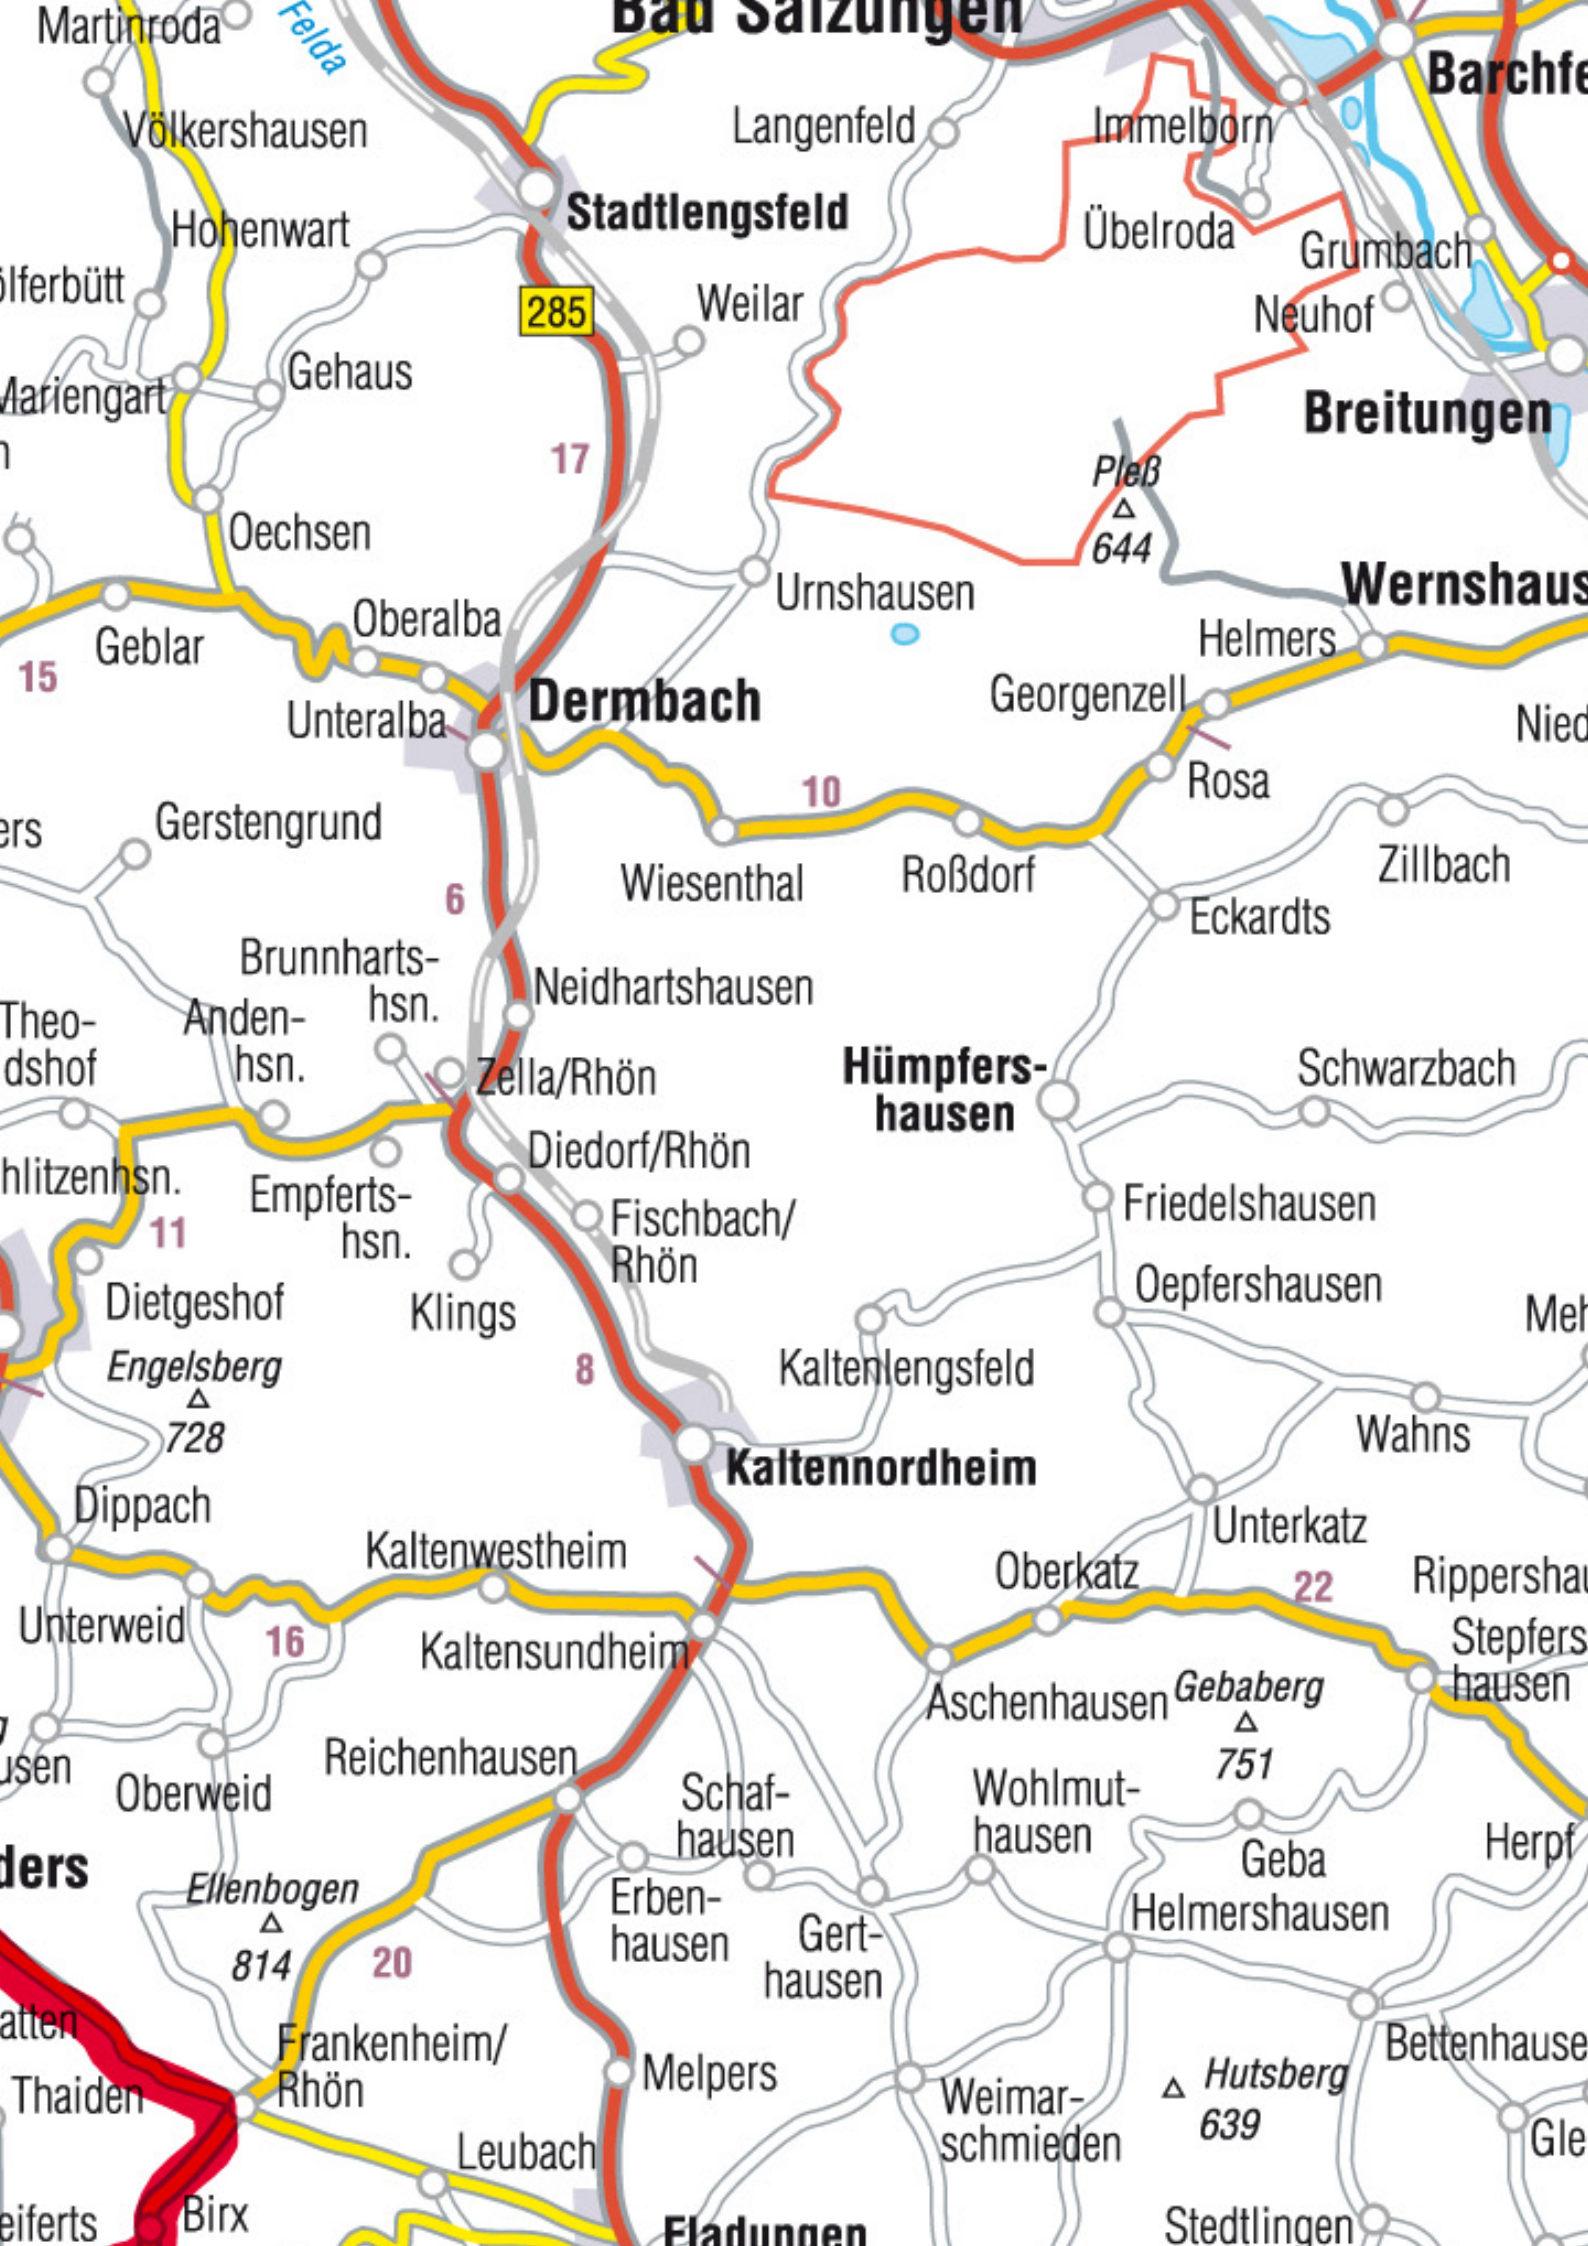 Bad Salzungen
Martinroda
Felda
Barchfe
Völkershausen
Langenfeld
Immelborn
Stadtlengsfeld
Hohenwart
Übelroda
Grumbach
ölferbütt
285
Weilar
Neuhof
Gehaus
Mariengart
Breitungen
n
17
Pleß
644
Oechsen
Urnshausen
Wernshaus
Oberalba
Geblar
15
Helmers
Georgenzell
Dermbach
Unteralba
Nied
Rosa
10
ers
Gerstengrund
Zillbach
Wiesenthal
Roßdorf
6
Eckardts
Brunnharts-
hsn.
Neidhartshausen
Theo-
dshof
Anden-
hsn.
Zella/Rhön
Hümpfers-
hausen
Schwarzbach
Diedorf/Rhön
hlitzenhsn.
Empferts-
hsn.
11
Fischbach/
Rhön
Friedelshausen
Dietgeshof
Klings
Oepfershausen
Meh
Engelsberg
728
8
Kaltenlengsfeld
Wahns
Kaltennordheim
Dippach
Unterkatz
Kaltenwestheim
Oberkatz
22
Rippershau
Unterweid
16
Kaltensundheim
Stepfers
hausen
Aschenhausen
Gebaberg
751
usen
Oberweid
Reichenhausen
Schaf-
hausen
Wohlmut-
hausen
Geba
Herpf
ders
Ellenbogen
814
20
Erben-
hausen
Gert-
hausen
Helmershausen
atten
Frankenheim/
Rhön
Thaiden
Melpers
Bettenhause
Weimar-
schmieden
Hutsberg
639
Gle
Leubach
Birx
eiferts
Fladungen
Stedtlingen